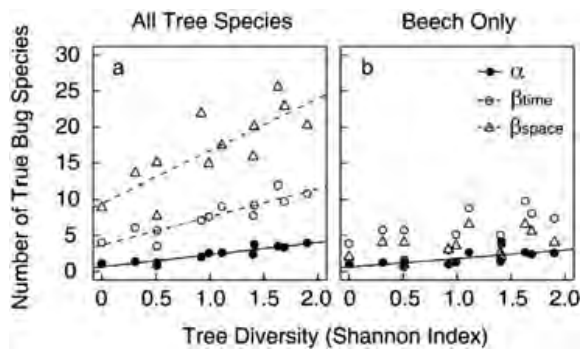 All Tree Species
Beech Only
Number of True Bug Species
30
25
20
15
10
5
0
a
b
α
βtime
βspace
0
0.5
1.0
1.5
2.0
0
0.5
1.0
1.5
2.0
Tree Diversity (Shannon Index)